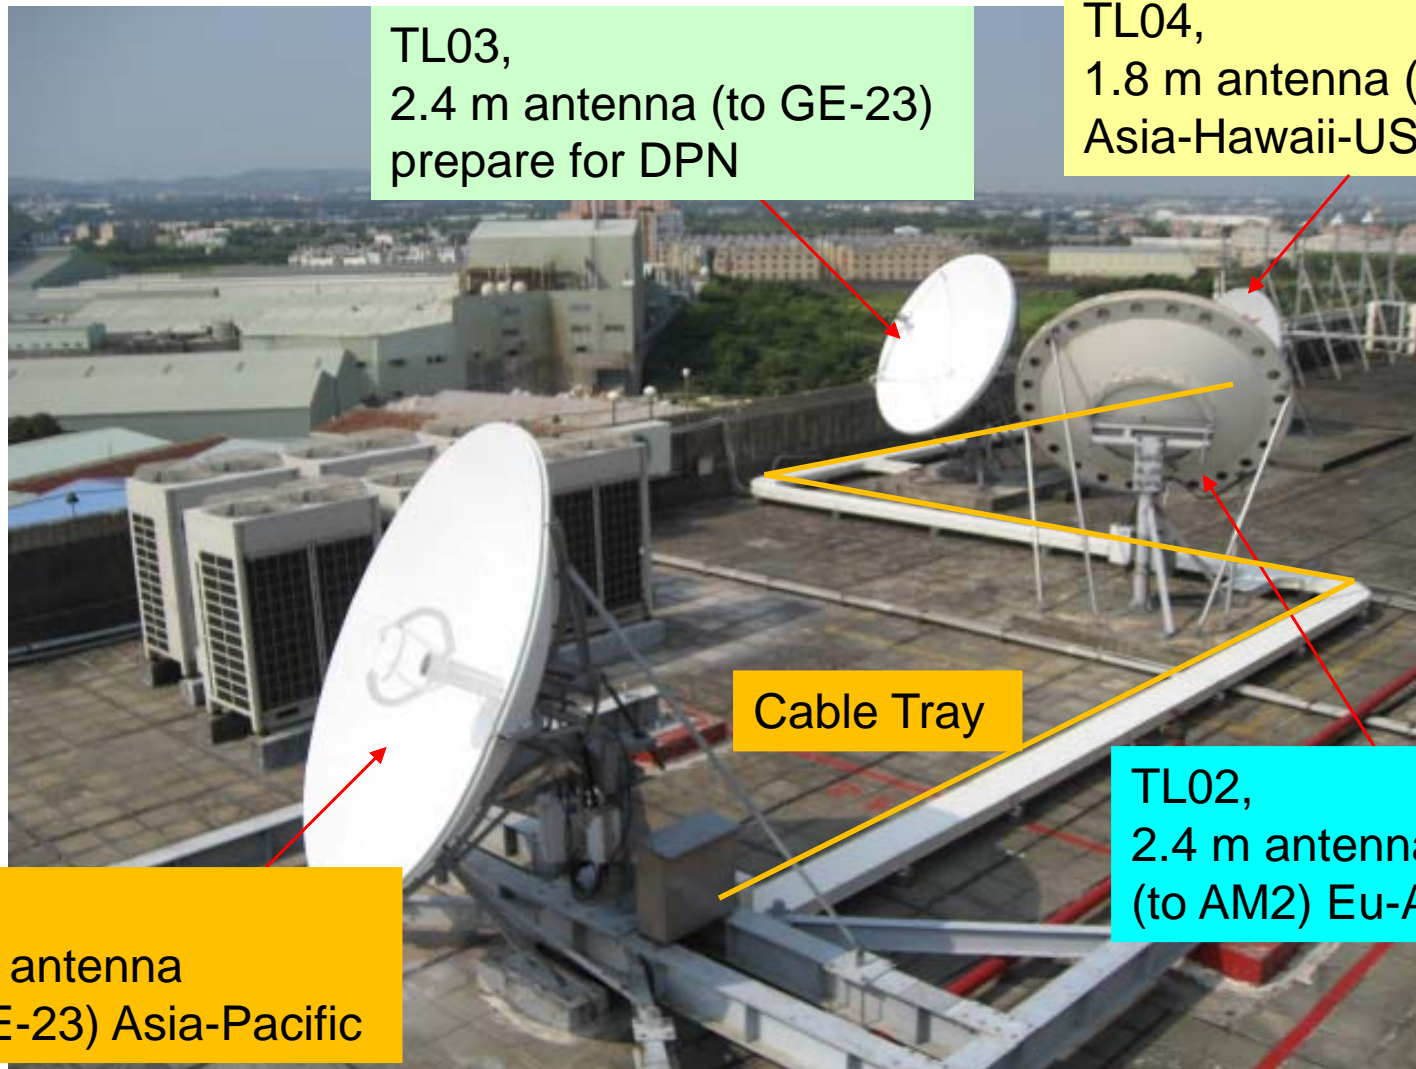 TL03,
2.4 m antenna (to GE-23)
prepare for DPN
TL04,
1.8 m antenna (
Asia-Hawaii-US
Cable Tray
TL02,
2.4 m antenna
(to AM2) Eu-A
antenna
E-23) Asia-Pacific